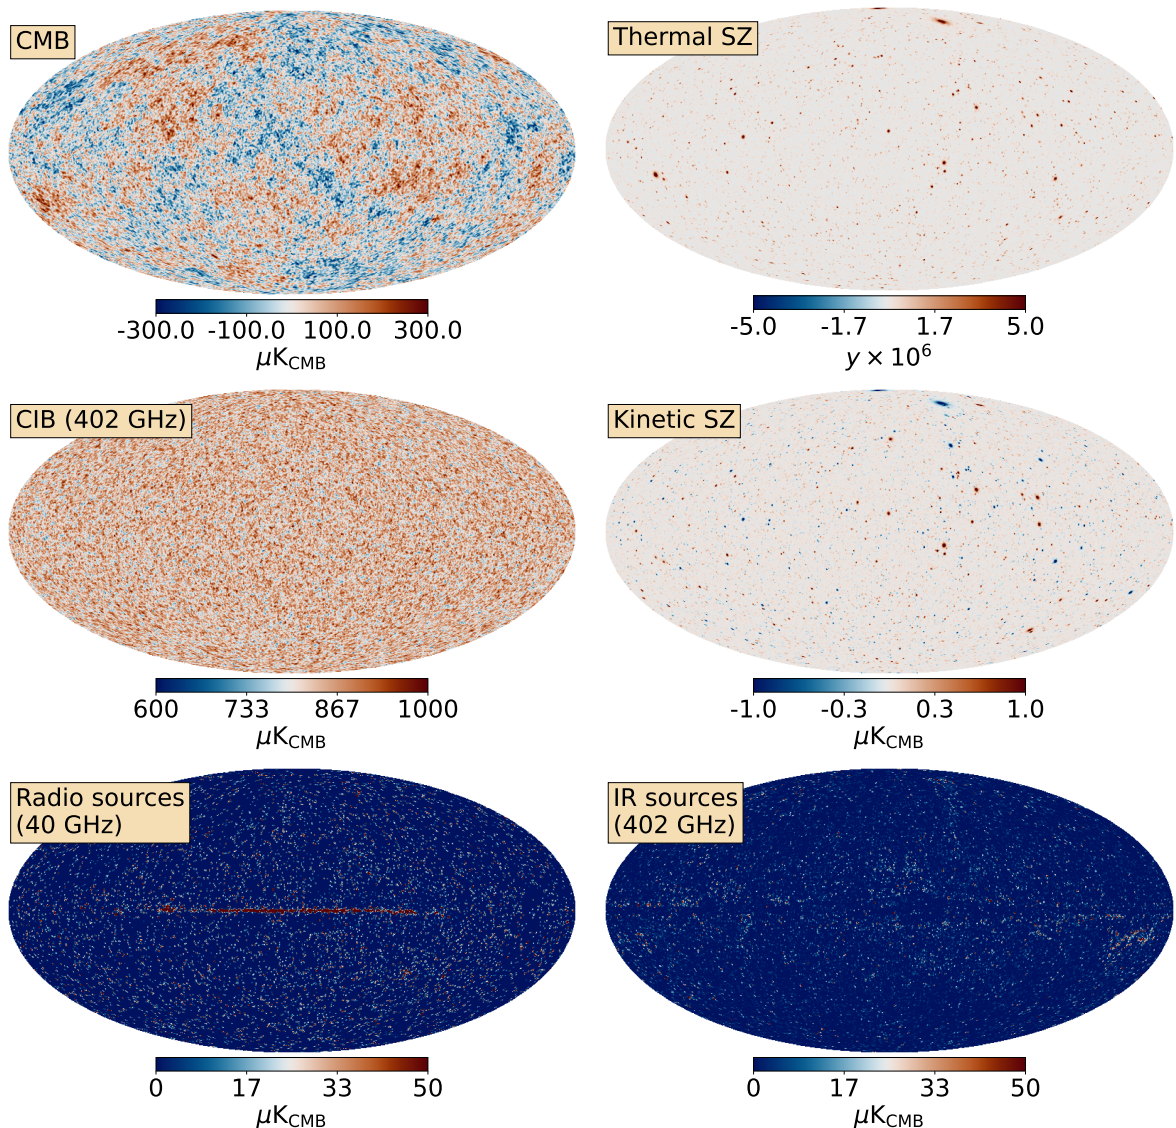 CMB
-300.0 -100.0 100.0 300.0
μK_CMB
Thermal SZ
-5.0 -1.7 1.7 5.0
y × 10⁶
CIB (402 GHz)
600 733 867 1000
μK_CMB
Kinetic SZ
-1.0 -0.3 0.3 1.0
μK_CMB
Radio sources
(40 GHz)
0 17 33 50
μK_CMB
IR sources
(402 GHz)
0 17 33 50
μK_CMB